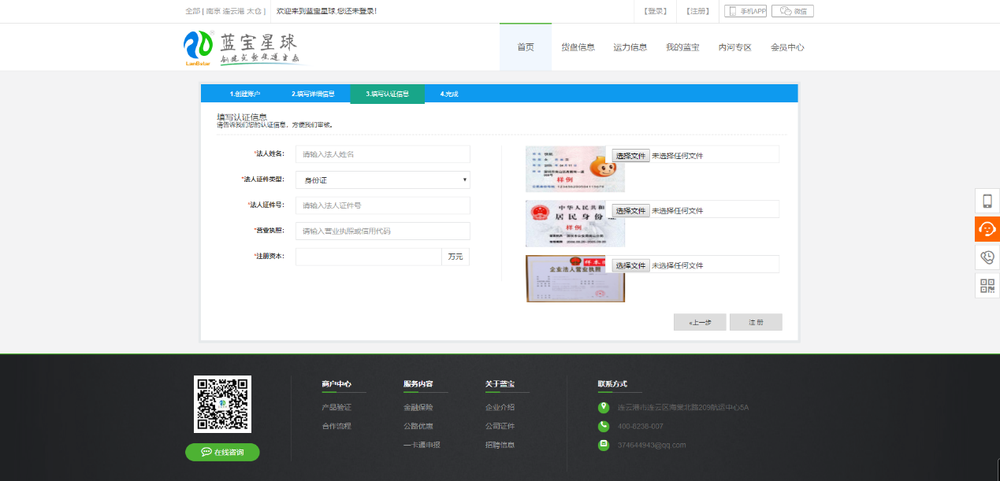 全部 | 南京 连云港 太仓 | 欢迎来到蓝宝星球,您还未登录！ 【登录】 【注册】 手机APP 微信
蓝宝星球
LanBstar
首页 货盘信息 运力信息 我的蓝宝 内河专区 会员中心
1.创建账户 2.填写详细信息 3.填写认证信息 4.完成
填写认证信息
请告诉我们您的认证信息，方便我们审核。
*法人姓名： 请输入法人姓名
*法人证件类型： 身份证
*法人证件号： 请输入法人证件号
*营业执照： 请输入营业执照或信用代码
*注册资本： 万元
样例
选择文件 未选择任何文件
中华人民共和
居民身份
样例
选择文件 未选择任何文件
样本
企业法人营业执照
选择文件 未选择任何文件
«上一步 注 册
商户中心 服务内容 关于蓝宝 联系方式
产品验证 金融保险 企业介绍 连云港市连云区海棠北路209航运中心5A
合作流程 公路优惠 公司证件 400-8238-007
一卡通申报 招聘信息 374644943@qq.com
在线咨询